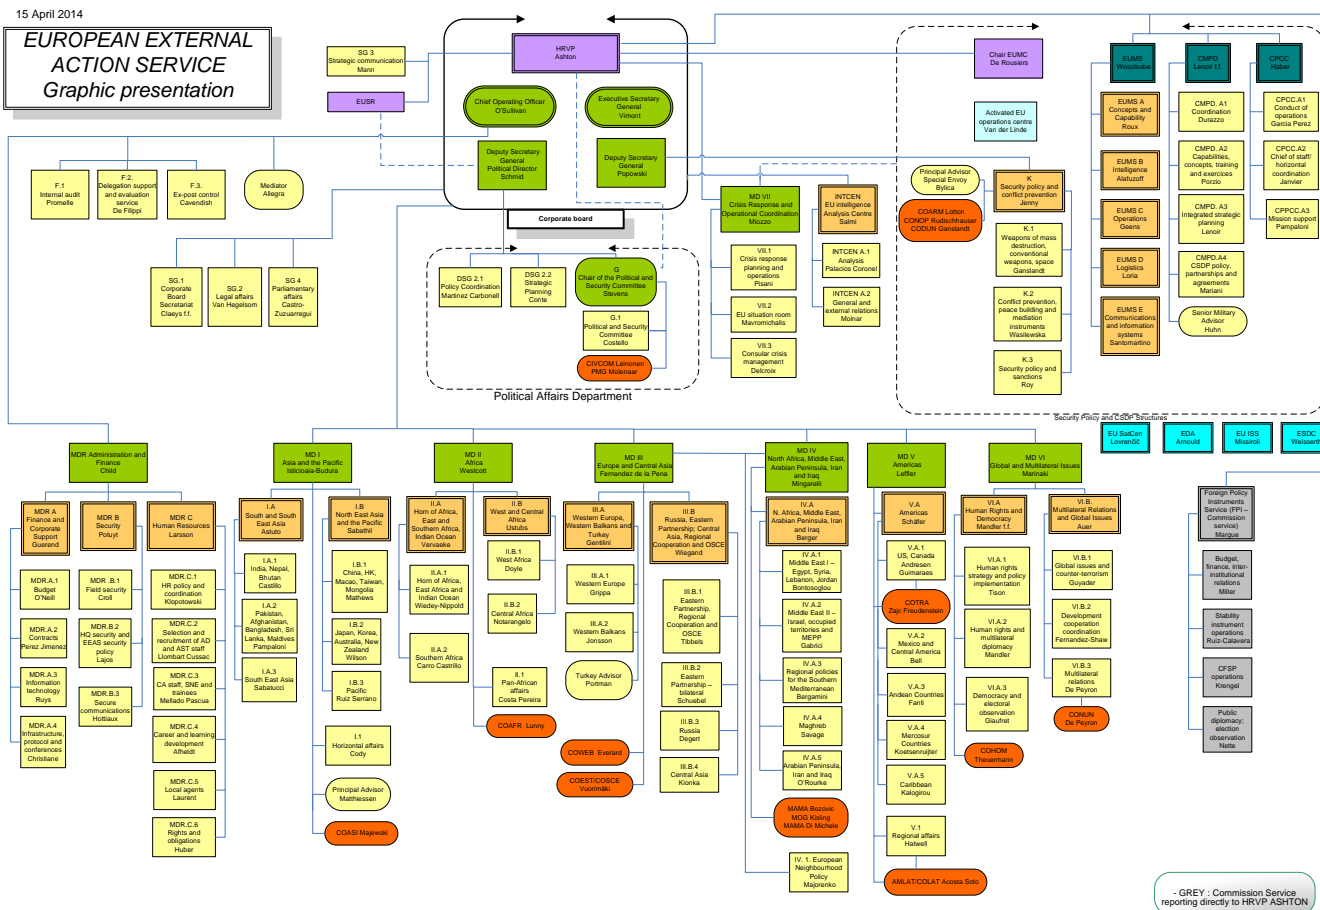 15 April 2014
EUROPEAN EXTERNAL
ACTION SERVICE
Graphic presentation
SG 3
Strategic communication
Mann
EUSR
HRVP
Ashton
Chief Operating Officer
O'Sullivan
Executive Secretary
General
Vimont
Deputy Secretary
General
Political Director
Schmid
Deputy Secretary
General
Popowski
Corporate board
Chair EUMC
De Rousiers
Activated EU
operations centre
Van der Linde
EUMS
Wosolsobe
CMPD
Lenoir f.f.
CPCC
Haber
EUMS A
Concepts and
Capability
Roux
EUMS B
Intelligence
Alafuzoff
EUMS C
Operations
Geens
EUMS D
Logistics
Loria
EUMS E
Communications
and information
systems
Santomartino
CMPD. A1
Coordination
Durazzo
CMPD. A2
Capabilities,
concepts, training
and exercices
Porzio
CMPD. A3
Integrated strategic
planning
Lenoir
CMPD.A4
CSDP policy,
partnerships and
agreements
Mariani
Senior Military
Advisor
Huhn
CPCC.A1
Conduct of
operations
Garcia Perez
CPCC.A2
Chief of staff/
horizontal
coordination
Janvier
CPPCC.A3
Mission support
Pampaloni
F.1
Internal audit
Promelle
F.2.
Delegation support
and evaluation
service
De Filippi
F.3.
Ex-post control
Cavendish
Mediator
Allegra
SG.1
Corporate
Board
Secretariat
Claeys f.f.
SG.2
Legal affairs
Van Hegelsom
SG 4
Parliamentary
affairs
Castro-
Zuzuarregui
DSG 2.1
Policy Coordination
Martinez Carbonell
DSG 2.2
Strategic
Planning
Conte
G
Chair of the Political and
Security Committee
Stevens
G.1
Political and Security
Committee
Costello
CIVCOM Leinonen
PMG Molenaar
Political Affairs Department
MD VII
Crisis Response and
Operational Coordination
Miozzo
VII.1
Crisis response
planning and
operations
Pisani
VII.2
EU situation room
Mavromichalis
VII.3
Consular crisis
management
Delcroix
INTCEN
EU intelligence
Analysis Centre
Salmi
INTCEN A.1
Analysis
Palacios Coronel
INTCEN A.2
General and
external relations
Molnar
Principal Advisor
Special Envoy
Bylica
COARM Lotton
CONOP Rudischhauser
CODUN Ganslandt
K
Security policy and
conflict prevention
Jenny
K.1
Weapons of mass
destruction,
conventional
weapons, space
Ganslandt
K.2
Conflict prevention,
peace building and
mediation
instruments
Wasilewska
K.3
Security policy and
sanctions
Roy
Security Policy and CSDP Structures
EU SatCen
Lovrenčič
EDA
Arnould
EU ISS
Missiroli
ESDC
Weisserth
MDR Administration and
Finance
Child
MD I
Asia and the Pacific
Isticioaia-Budura
MD II
Africa
Westcott
MD III
Europe and Central Asia
Fernandez de la Pena
MD IV
North Africa, Middle East,
Arabian Peninsula, Iran
and Iraq
Mingarelli
MD V
Americas
Leffler
MD VI
Global and Multilateral Issues
Marinaki
MDR A
Finance and
Corporate
Support
Guerend
MDR.A.1
Budget
O'Neill
MDR.A.2
Contracts
Perez Jimenez
MDR.A.3
Information
technology
Ruys
MDR.A.4
Infrastructure,
protocol and
conferences
Christiane
MDR B
Security
Potuyt
MDR .B.1
Field security
Croll
MDR.B.2
HQ security and
EEAS security
policy
Lajos
MDR.B.3
Secure
communications
Hottiaux
MDR C
Human Resources
Larsson
MDR.C.1
HR policy and
coordination
Klopotowski
MDR.C.2
Selection and
recruitment of AD
and AST staff
Llombart Cussac
MDR.C.3
CA staff, SNE and
trainees
Mellado Pascua
MDR.C.4
Career and learning
development
Afheldt
MDR.C.5
Local agents
Laurent
MDR.C.6
Rights and
obligations
Huber
I.A
South and South
East Asia
Astuto
I.A.1
India, Nepal,
Bhutan
Castillo
I.A.2
Pakistan,
Afghanistan,
Bangladesh, Sri
Lanka, Maldives
Pampaloni
I.A.3
South East Asia
Sabatucci
I.B
North East Asia
and the Pacific
Sabathil
I.B.1
China, HK,
Macao, Taiwan,
Mongolia
Mathews
I.B.2
Japan, Korea,
Australia, New
Zealand
Wilson
I.B.3
Pacific
Ruiz Serrano
I.1
Horizontal affairs
Cody
Principal Advisor
Matthiessen
COASI Majewski
II.A
Horn of Africa,
East and
Southern Africa,
Indian Ocean
Vervaeke
II.A.1
Horn of Africa,
East Africa and
Indian Ocean
Wiedey-Nippold
II.A.2
Southern Africa
Carro Castrillo
II.B
West and Central
Africa
Ustubs
II.B.1
West Africa
Doyle
II.B.2
Central Africa
Notarangelo
II.1
Pan-African
affairs
Costa Pereira
COAFR Lunny
III.A
Western Europe,
Western Balkans and
Turkey
Gentilini
III.A.1
Western Europe
Grippa
III.A.2
Western Balkans
Jonsson
Turkey Advisor
Portman
COWEB Everard
COEST/COSCE
Vuorimäki
III.B
Russia, Eastern
Partnership; Central
Asia, Regional
Cooperation and OSCE
Wiegand
III.B.1
Eastern
Partnership,
Regional
Cooperation and
OSCE
Tibbels
III.B.2
Eastern
Partnership –
bilateral
Schuebel
III.B.3
Russia
Degert
III.B.4
Central Asia
Kionka
IV.A
N. Africa, Middle East,
Arabian Peninsula, Iran
and Iraq
Berger
IV.A.1
Middle East I –
Egypt, Syria,
Lebanon, Jordan
Bontosoglou
IV.A.2
Middle East II –
Israel, occupied
territories and
MEPP
Gabrici
IV.A.3
Regional policies
for the Southern
Mediterranean
Bergamini
IV.A.4
Maghreb
Savage
IV.A.5
Arabian Peninsula,
Iran and Iraq
O'Rourke
MAMA Bozovic
MOG Kisling
MAMA Di Michele
IV. 1. European
Neighbourhood
Policy
Majorenko
V.A
Americas
Schäfer
V.A.1
US, Canada
Andresen
Guimaraes
COTRA
Zajc Freudenstein
V.A.2
Mexico and
Central America
Bell
V.A.3
Andean Countries
Fanti
V.A.4
Mercosur
Countries
Koetsenruijter
V.A.5
Caribbean
Kalogirou
V.1
Regional affairs
Hatwell
AMLAT/COLAT Acosta Soto
VI.A
Human Rights and
Democracy
Mandler f.f.
VI.A.1
Human rights
strategy and policy
implementation
Tison
VI.A.2
Human rights and
multilateral
diplomacy
Mandler
VI.A.3
Democracy and
electoral
observation
Giaufret
COHOM
Theuermann
VI.B.
Multilateral Relations
and Global Issues
Auer
VI.B.1
Global issues and
counter-terrorism
Guyader
VI.B.2
Development
cooperation
coordination
Fernandez-Shaw
VI.B.3
Multilateral
relations
De Peyron
CONUN
De Peyron
Foreign Policy
Instruments
Service (FPI –
Commission
service)
Margue
Budget,
finance, inter-
institutional
relations
Miller
Stability
instrument
operations
Ruiz-Calavera
CFSP
operations
Krengel
Public
diplomacy;
election
observation
Nette
- GREY : Commission Service
reporting directly to HRVP ASHTON